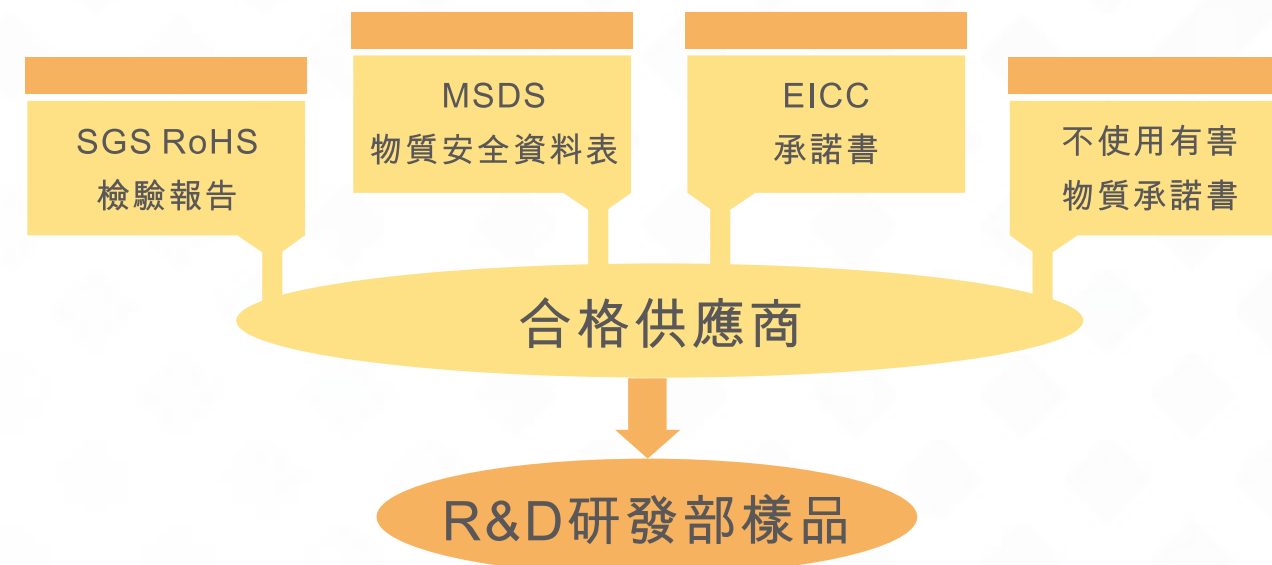 SGS RoHS
檢驗報告
MSDS
物質安全資料表
EICC
承諾書
不使用有害
物質承諾書
合格供應商
R&D研發部樣品